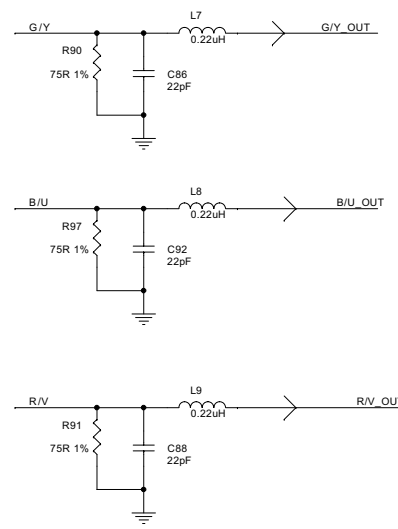 L7
G/Y
G/Y_OUT
0.22uH
R90
75R 1%
C86
22pF
L8
B/U
B/U_OUT
0.22uH
R97
75R 1%
C92
22pF
L9
R/V
R/V_OU
0.22uH
R91
75R 1%
C88
22pF